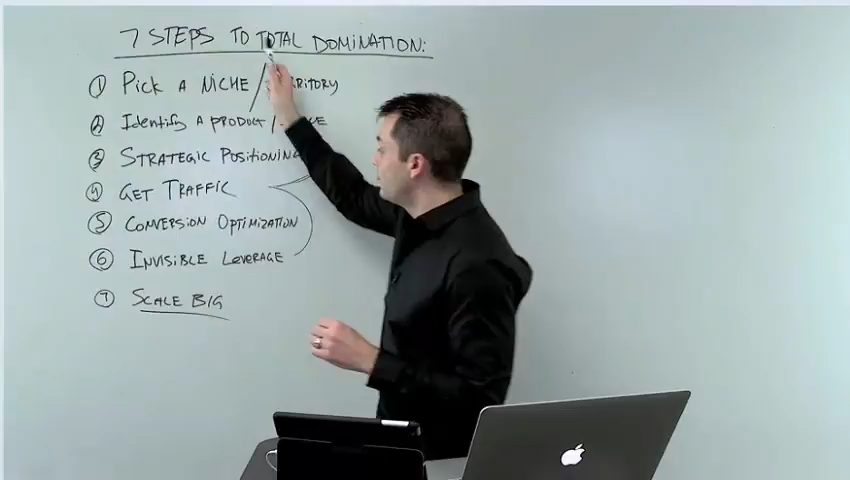 7 STEPS TO TOTAL DOMINATION:
① Pick A NiCHE /
② Identify A PRODUCT /
③ STRATEGIC POSITIONING
④ GET TRAFFIC
⑤ CONVERSION OPTIMIZATION
⑥ INVISIBLE LEVERAGE
⑦ SCALE BIG